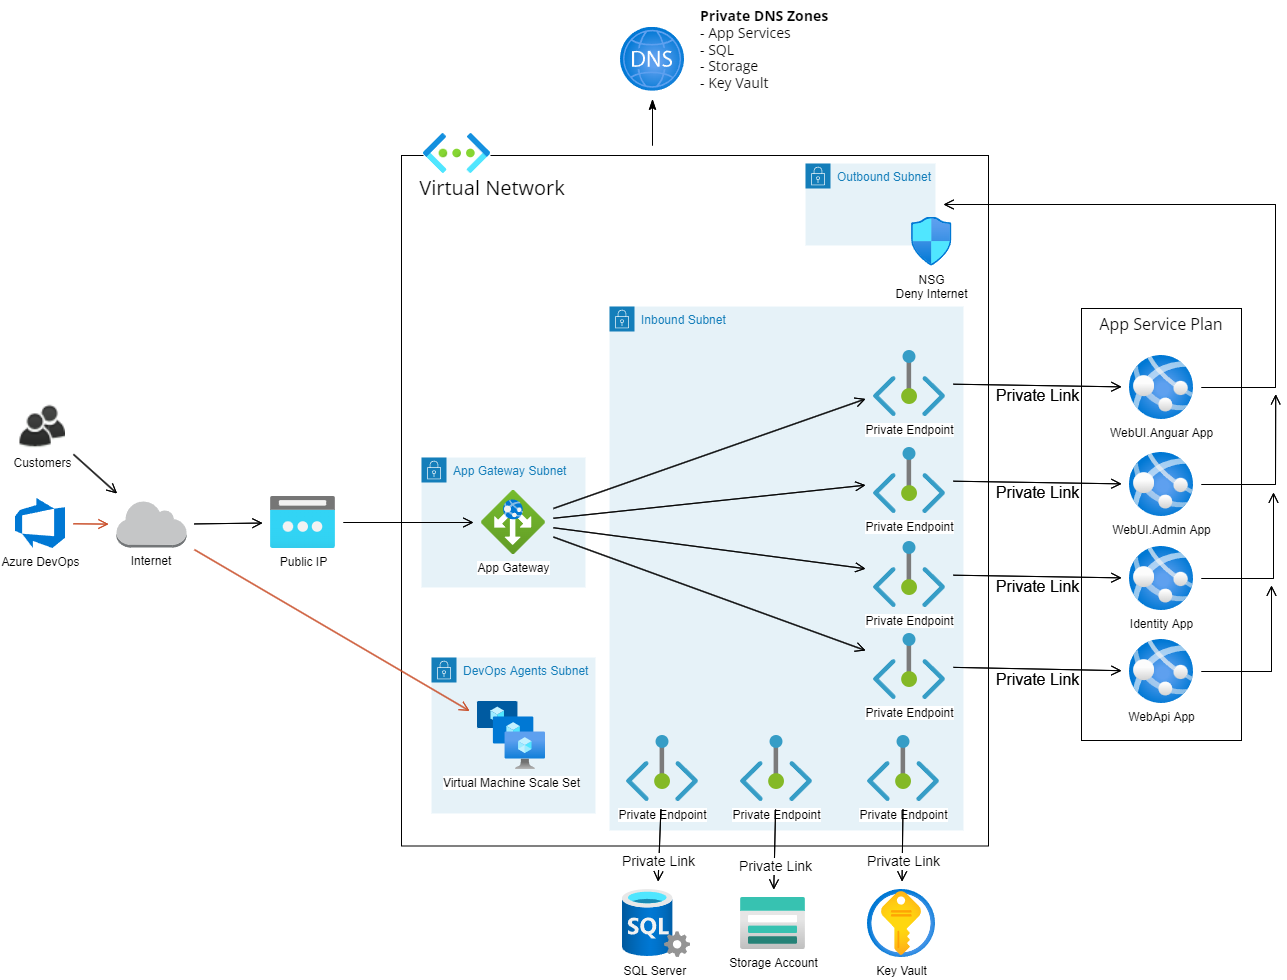 Private DNS Zones
- App Services
- SQL
- Storage
- Key Vault
DNS
Virtual Network
Outbound Subnet
NSG
Deny Internet
Inbound Subnet
App Service Plan
Private Endpoint
Private Link
WebUI.Anguar App
Customers
App Gateway Subnet
Private Endpoint
Private Link
WebUI.Admin App
Azure DevOps
Internet
Public IP
App Gateway
Private Endpoint
Private Link
Identity App
DevOps Agents Subnet
Private Endpoint
Private Link
WebApi App
Virtual Machine Scale Set
Private Endpoint
Private Endpoint
Private Endpoint
Private Link
Private Link
Private Link
SQL
SQL Server
Storage Account
Key Vault